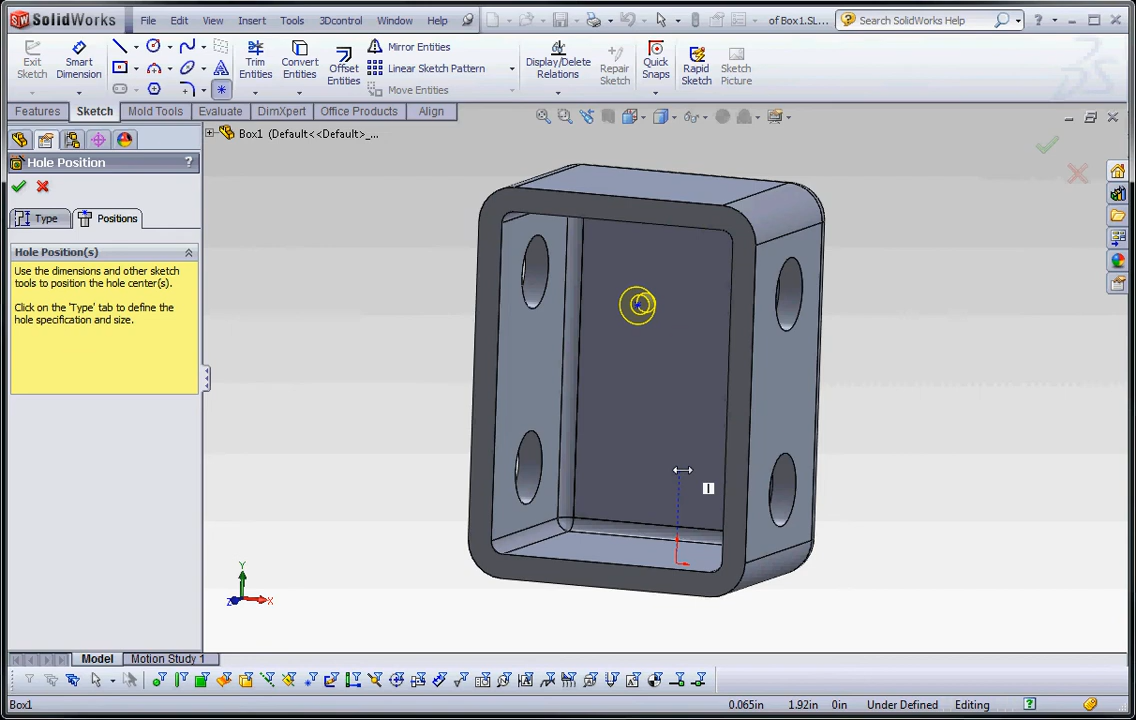 SolidWorks
File Edit View Insert Tools 3Dcontrol Window Help
of Box1.SL...
Search SolidWorks Help
Exit Sketch
Smart Dimension
Trim Entities
Convert Entities
Offset Entities
Mirror Entities
Linear Sketch Pattern
Move Entities
Display/Delete Relations
Repair Sketch
Quick Snaps
Rapid Sketch
Sketch Picture
Features Sketch Mold Tools Evaluate DimXpert Office Products Align
Box1 (Default<<Default>_...
Hole Position ?
Type Positions
Hole Position(s)
Use the dimensions and other sketch
tools to position the hole center(s).
Click on the 'Type' tab to define the
hole specification and size.
Y
Z X
Model Motion Study 1
Box1 0.065in 1.92in 0in Under Defined Editing